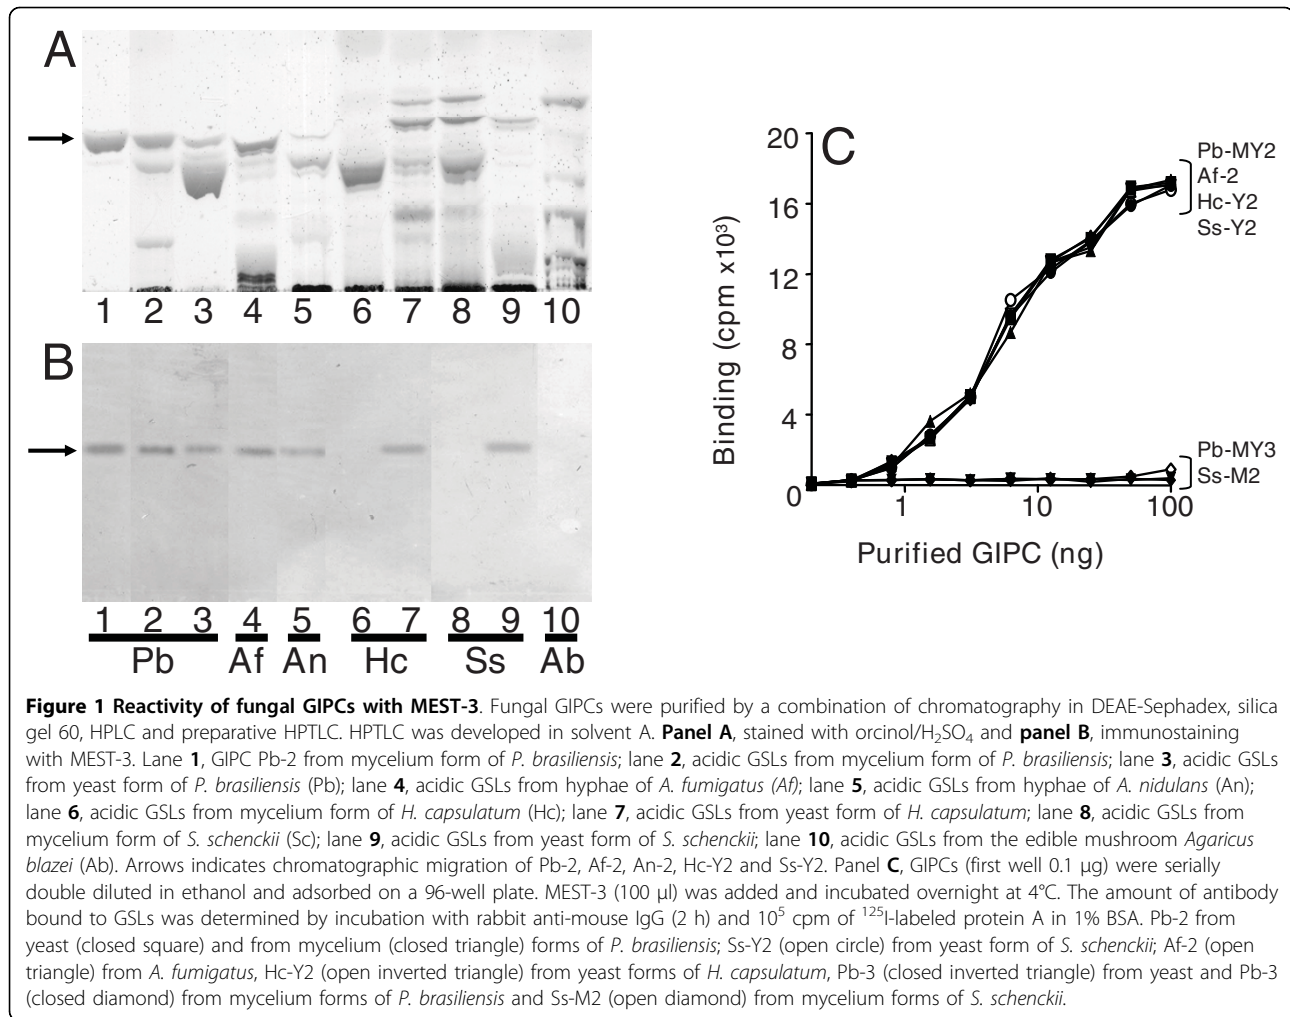 A
1 2 3 4 5 6 7 8 9 10
B
1 2 3 4 5 6 7 8 9 10
Pb Af An Hc Ss Ab
C
Binding (cpm x10³)
20
16
12
8
4
0
1 10 100
Purified GIPC (ng)
Pb-MY2
Af-2
Hc-Y2
Ss-Y2
Pb-MY3
Ss-M2
Figure 1 Reactivity of fungal GIPCs with MEST-3. Fungal GIPCs were purified by a combination of chromatography in DEAE-Sephadex, silica
gel 60, HPLC and preparative HPTLC. HPTLC was developed in solvent A. Panel A, stained with orcinol/H₂SO₄ and panel B, immunostaining
with MEST-3. Lane 1, GIPC Pb-2 from mycelium form of P. brasiliensis; lane 2, acidic GSLs from mycelium form of P. brasiliensis; lane 3, acidic GSLs
from yeast form of P. brasiliensis (Pb); lane 4, acidic GSLs from hyphae of A. fumigatus (Af); lane 5, acidic GSLs from hyphae of A. nidulans (An);
lane 6, acidic GSLs from mycelium form of H. capsulatum (Hc); lane 7, acidic GSLs from yeast form of H. capsulatum; lane 8, acidic GSLs from
mycelium form of S. schenckii (Sc); lane 9, acidic GSLs from yeast form of S. schenckii; lane 10, acidic GSLs from the edible mushroom Agaricus
blazei (Ab). Arrows indicates chromatographic migration of Pb-2, Af-2, An-2, Hc-Y2 and Ss-Y2. Panel C, GIPCs (first well 0.1 μg) were serially
double diluted in ethanol and adsorbed on a 96-well plate. MEST-3 (100 μl) was added and incubated overnight at 4°C. The amount of antibody
bound to GSLs was determined by incubation with rabbit anti-mouse IgG (2 h) and 10⁵ cpm of ¹²⁵I-labeled protein A in 1% BSA. Pb-2 from
yeast (closed square) and from mycelium (closed triangle) forms of P. brasiliensis; Ss-Y2 (open circle) from yeast form of S. schenckii; Af-2 (open
triangle) from A. fumigatus, Hc-Y2 (open inverted triangle) from yeast forms of H. capsulatum, Pb-3 (closed inverted triangle) from yeast and Pb-3
(closed diamond) from mycelium forms of P. brasiliensis and Ss-M2 (open diamond) from mycelium forms of S. schenckii.